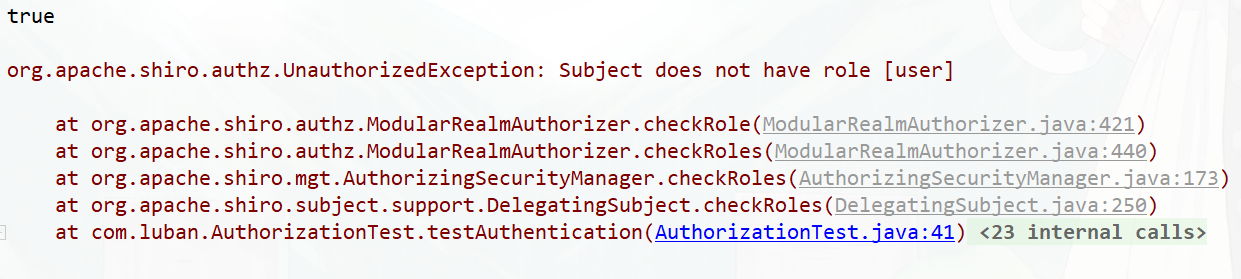 true
org.apache.shiro.authz.UnauthorizedException: Subject does not have role [user]
at org.apache.shiro.authz.ModularRealmAuthorizer.checkRole(ModularRealmAuthorizer.java:421)
at org.apache.shiro.authz.ModularRealmAuthorizer.checkRoles(ModularRealmAuthorizer.java:440)
at org.apache.shiro.mgt.AuthorizingSecurityManager.checkRoles(AuthorizingSecurityManager.java:173)
at org.apache.shiro.subject.support.DelegatingSubject.checkRoles(DelegatingSubject.java:250)
at com.luban.AuthorizationTest.testAuthentication(AuthorizationTest.java:41) <23 internal calls>